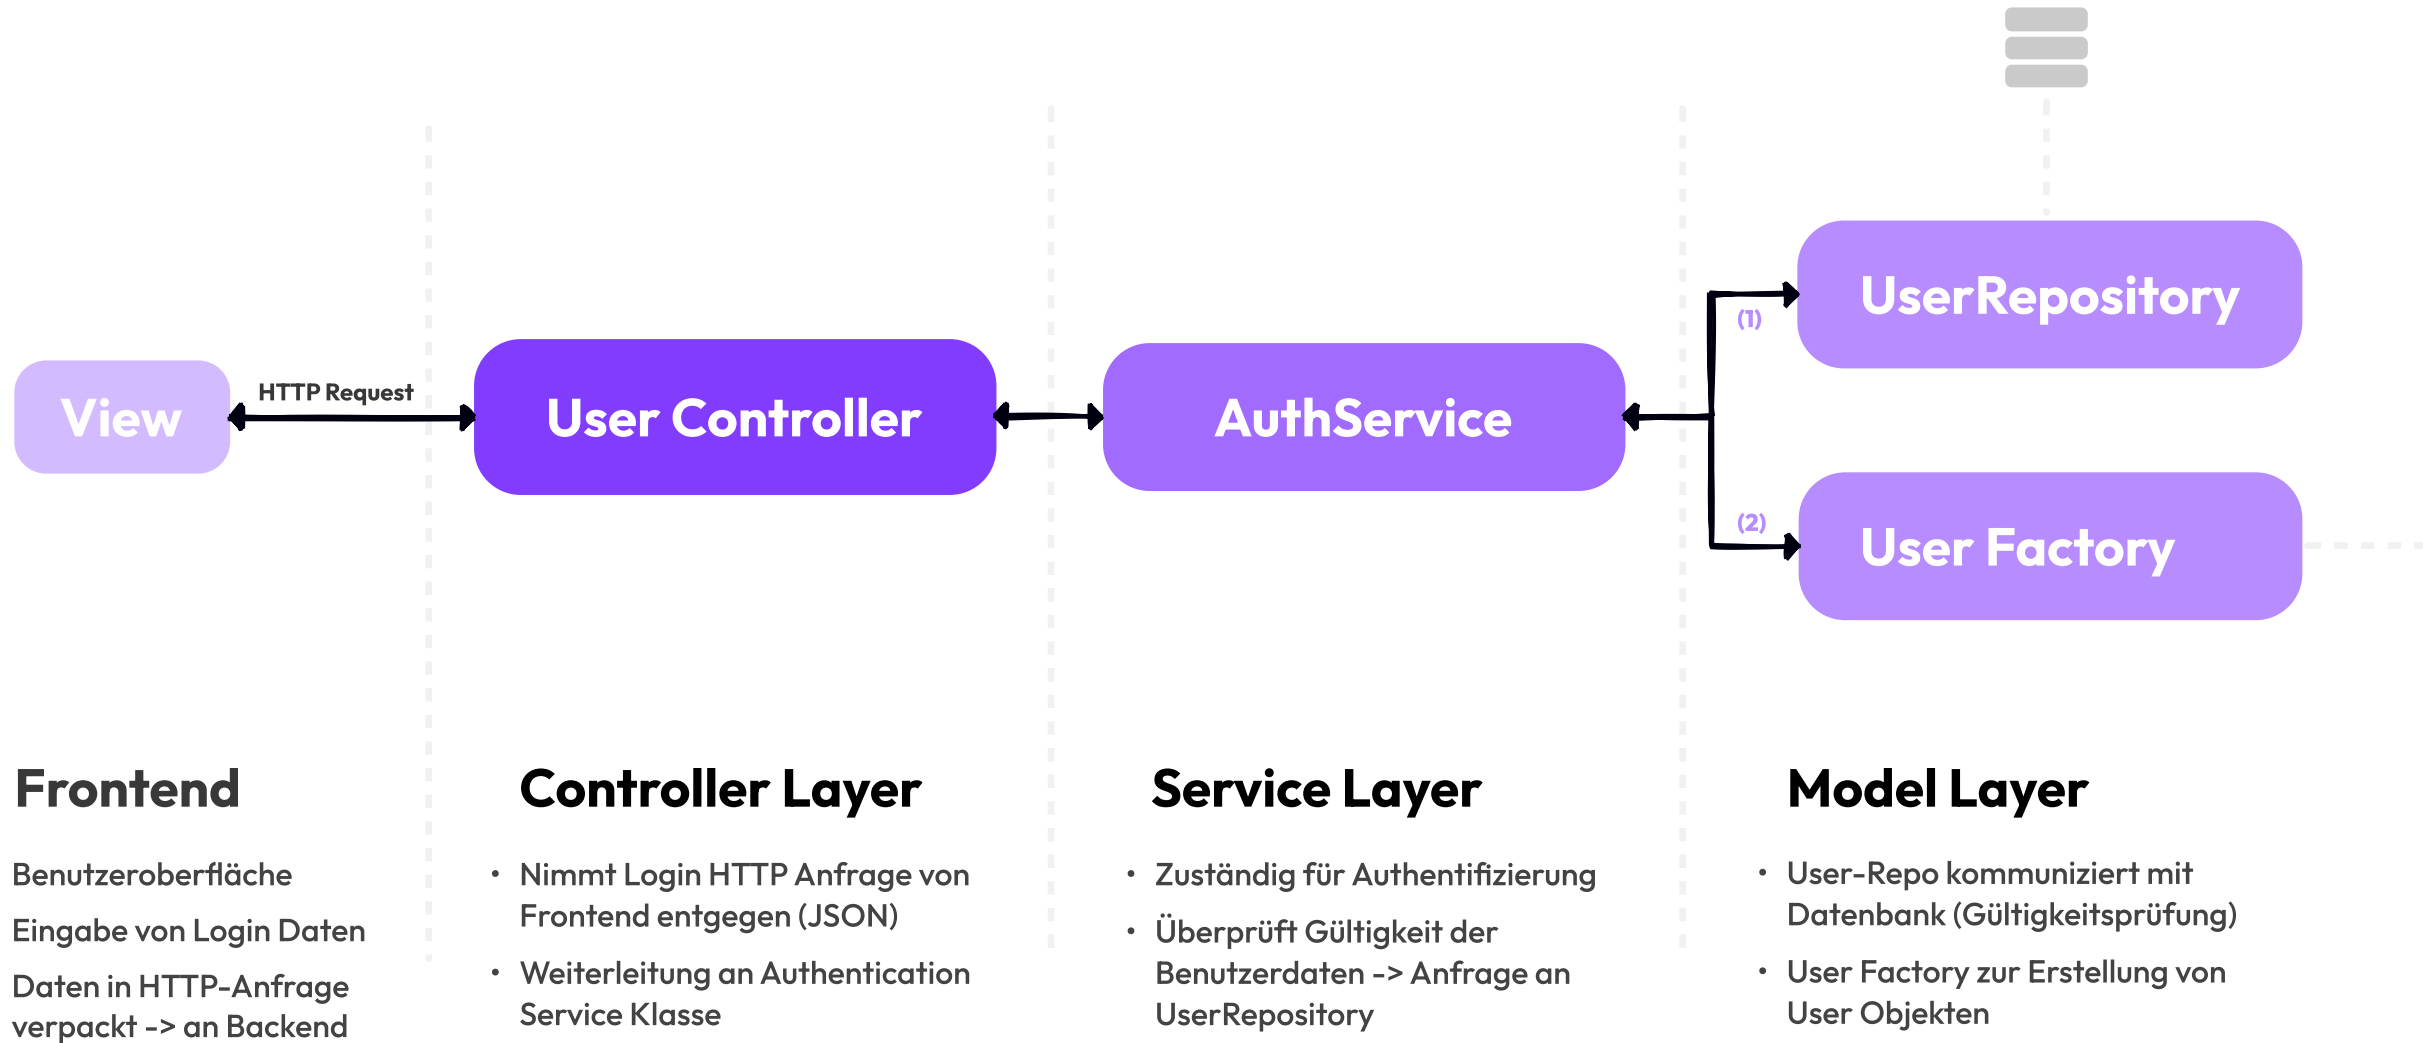 HTTP Request
View
User Controller
AuthService
UserRepository
(1)
(2)
User Factory
Frontend
Benutzeroberfläche
Eingabe von Login Daten
Daten in HTTP-Anfrage
verpackt -> an Backend
Controller Layer
• Nimmt Login HTTP Anfrage von
Frontend entgegen (JSON)
• Weiterleitung an Authentication
Service Klasse
Service Layer
• Zuständig für Authentifizierung
• Überprüft Gültigkeit der
Benutzerdaten -> Anfrage an
UserRepository
Model Layer
• User-Repo kommuniziert mit
Datenbank (Gültigkeitsprüfung)
• User Factory zur Erstellung von
User Objekten